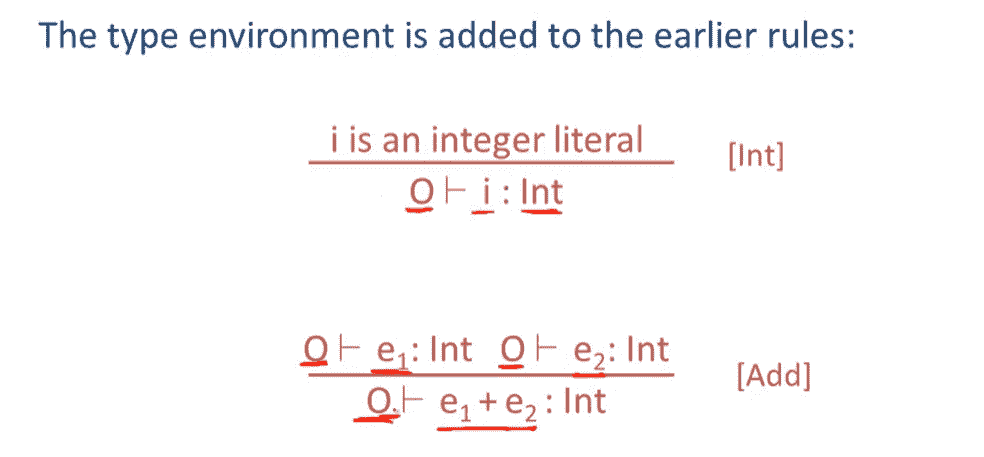 The type environment is added to the earlier rules:
i is an integer literal
[Int]
O ⊢ i : Int
O ⊢ e₁: Int O ⊢ e₂: Int
[Add]
O ⊢ e₁ + e₂ : Int